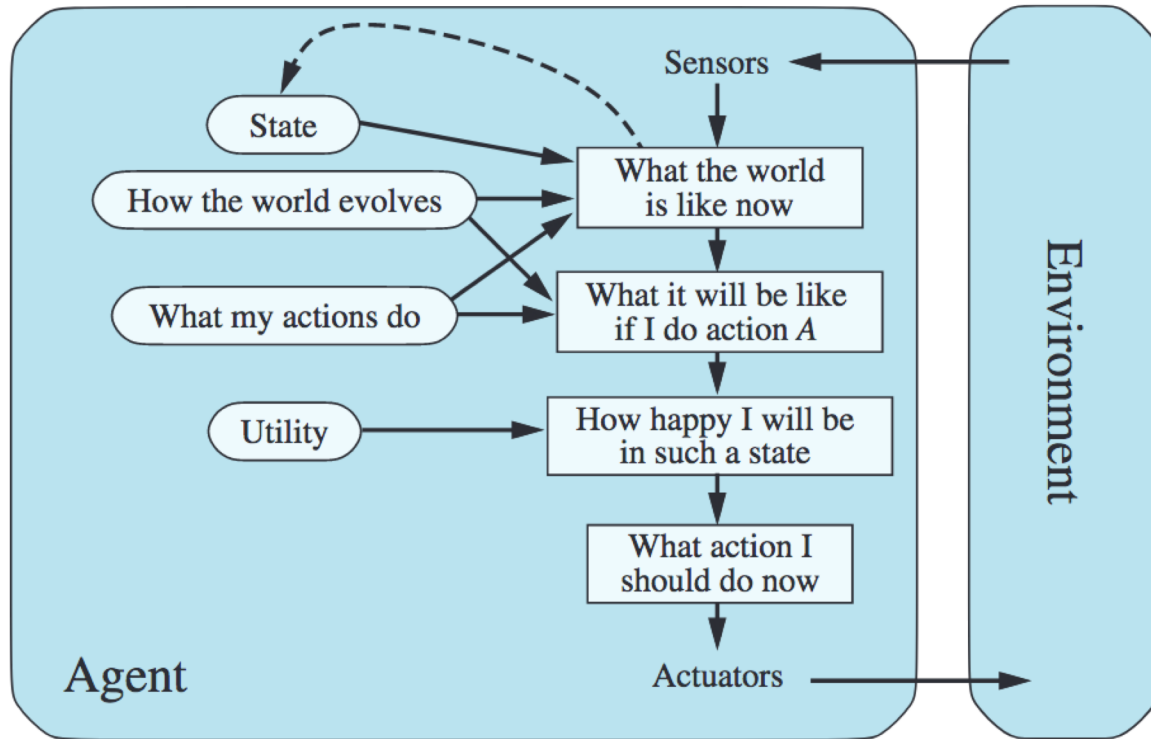 Sensors
State
What the world
is like now
How the world evolves
What my actions do
What it will be like
if I do action A
Utility
How happy I will be
in such a state
What action I
should do now
Agent
Actuators
Environment